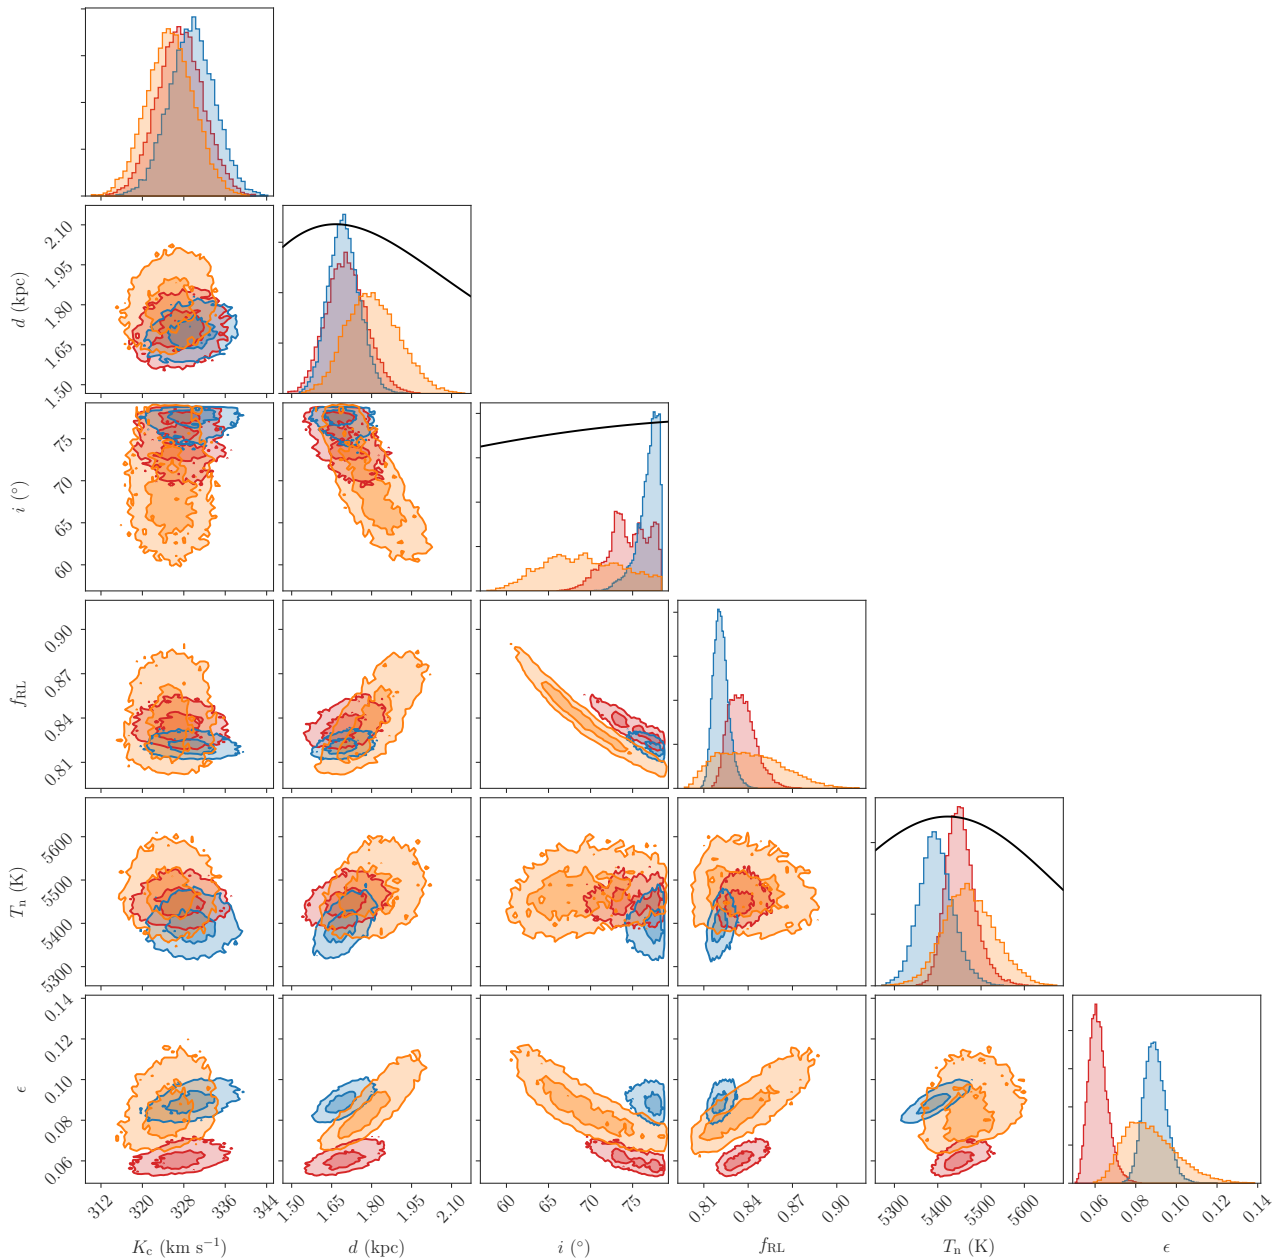 2.10
1.95
1.80
1.65
1.50
d (kpc)
75
70
65
60
i (°)
0.90
0.87
0.84
0.81
f_RL
5600
5500
5400
5300
T_n (K)
0.14
0.12
0.10
0.08
0.06
ϵ
312 320 328 336 344
1.50 1.65 1.80 1.95 2.10
60 65 70 75
0.81 0.84 0.87 0.90
5300 5400 5500 5600
0.06 0.08 0.10 0.12 0.14
K_c (km s⁻¹) d (kpc) i (°) f_RL T_n (K) ϵ